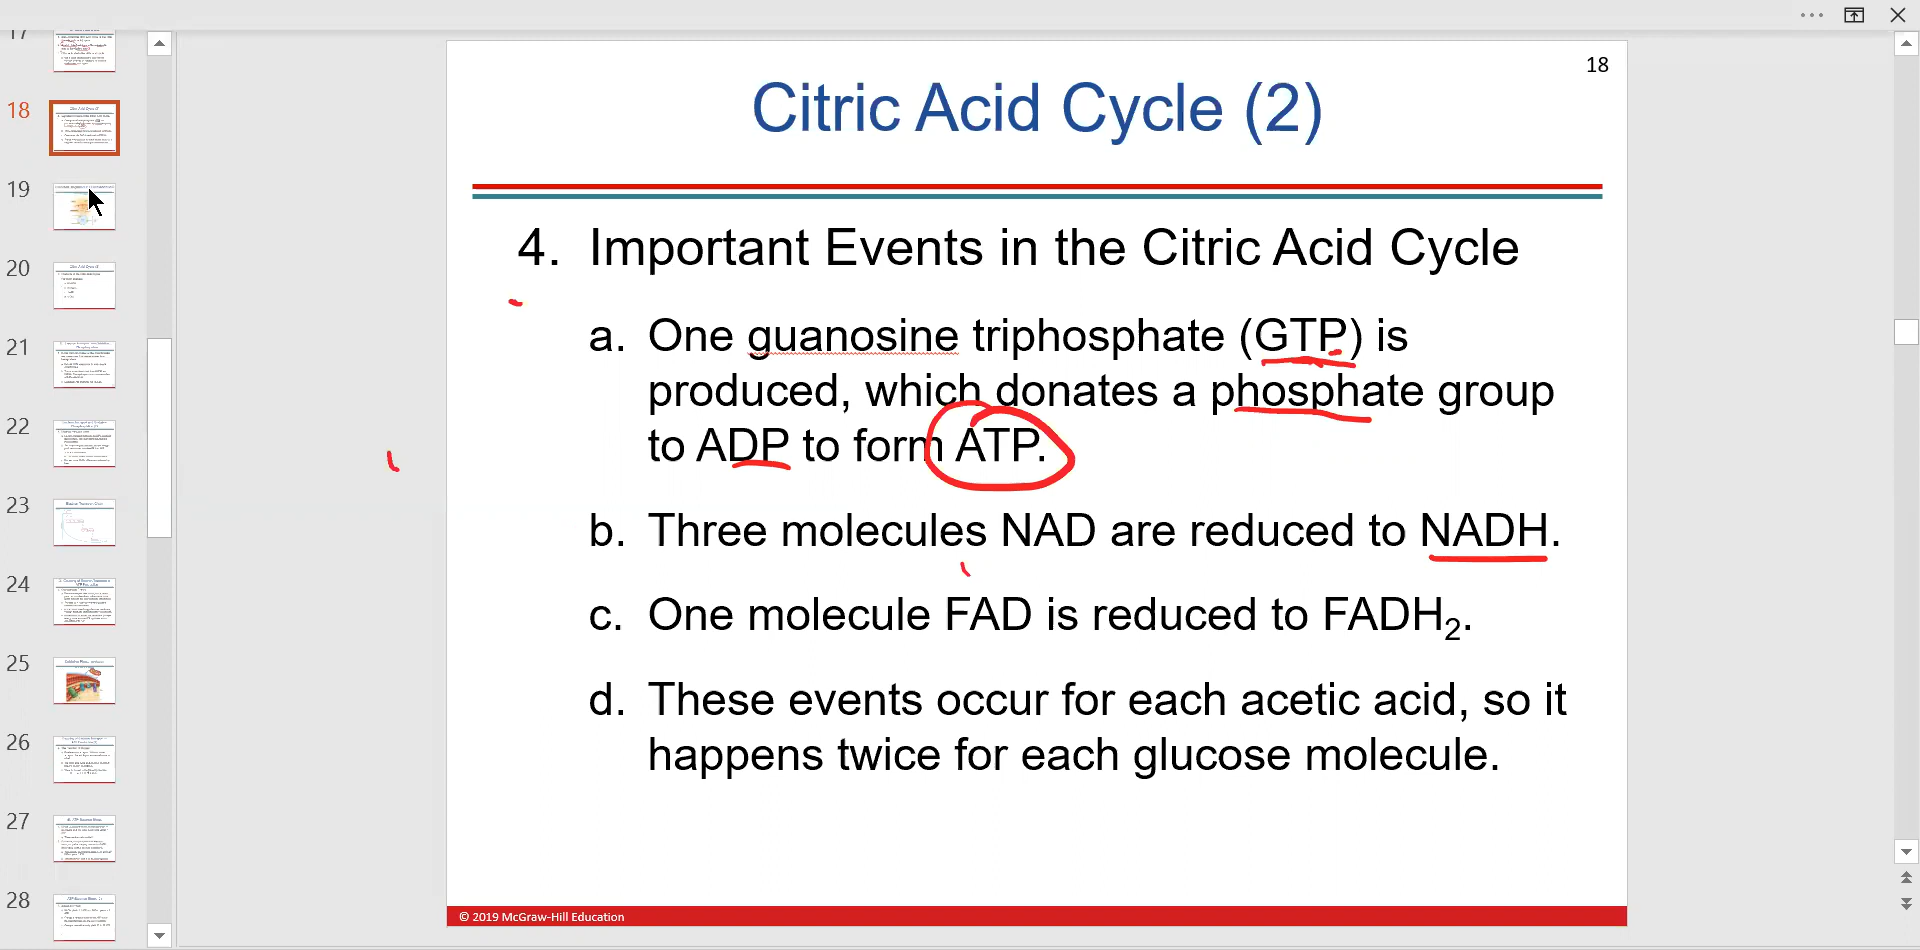 17
18
19
20
21
22
23
24
25
26
27
28
18
Citric Acid Cycle (2)
4. Important Events in the Citric Acid Cycle
a. One guanosine triphosphate (GTP) is
produced, which donates a phosphate group
to ADP to form ATP.
b. Three molecules NAD are reduced to NADH.
c. One molecule FAD is reduced to FADH₂.
d. These events occur for each acetic acid, so it
happens twice for each glucose molecule.
© 2019 McGraw-Hill Education